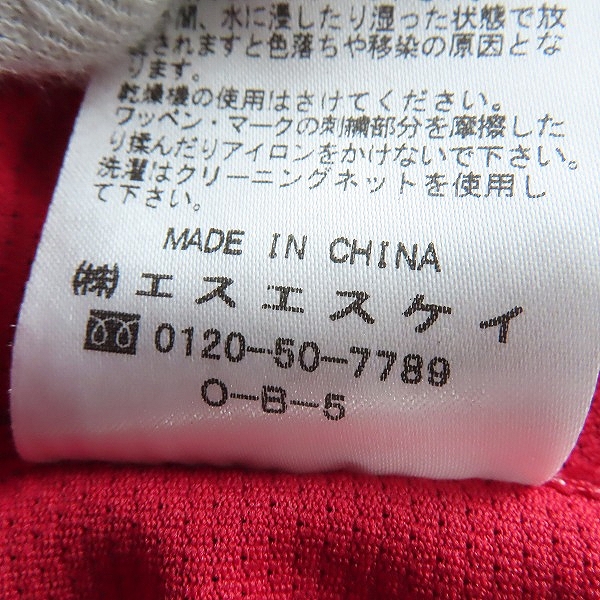 間、水に浸したり湿った状態で放
されますと色落ちや移染の原因とな
ります。
乾燥機の使用はさけてください。
ワッペン・マークの刺繍部分を摩擦した
り揉んだりアイロンをかけないで下さい。
洗濯はクリーニングネットを使用し
て下さい。
MADE IN CHINA
㈱エスエスケイ
0120-50-7789
O-B-5